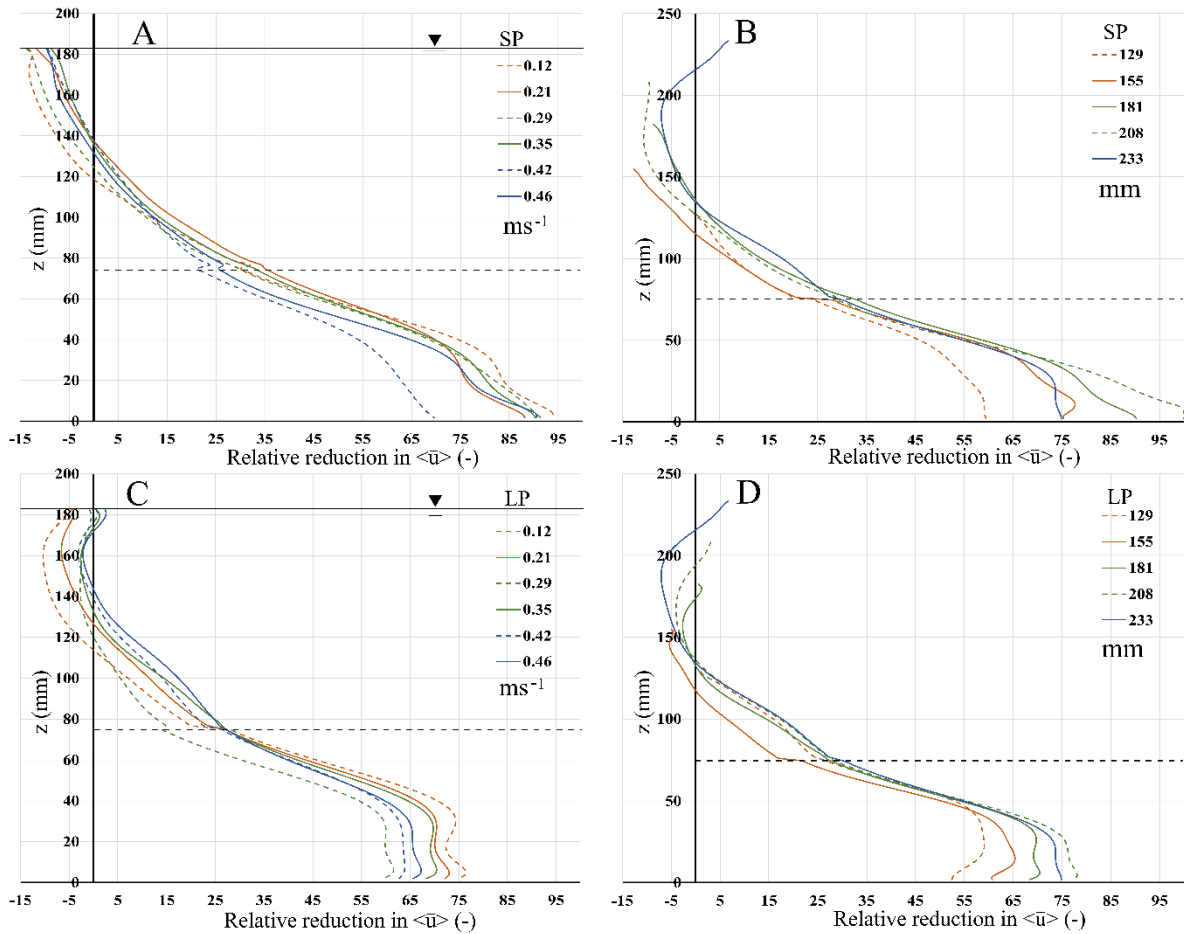 A
SP
0.12
0.21
0.29
0.35
0.42
0.46
ms⁻¹
z (mm)
200
180
160
140
120
100
80
60
40
20
0
-15 -5 5 15 25 35 45 55 65 75 85 95
Relative reduction in <u̅> (-)
B
SP
129
155
181
208
233
mm
z (mm)
250
200
150
100
50
0
-15 -5 5 15 25 35 45 55 65 75 85 95
Relative reduction in <u̅> (-)
C
LP
0.12
0.21
0.29
0.35
0.42
0.46
ms⁻¹
z (mm)
200
180
160
140
120
100
80
60
40
20
0
-15 -5 5 15 25 35 45 55 65 75 85 95
Relative reduction in <u̅> (-)
D
LP
129
155
181
208
233
mm
z (mm)
250
200
150
100
50
0
-15 -5 5 15 25 35 45 55 65 75 85 95
Relative reduction in <u̅> (-)